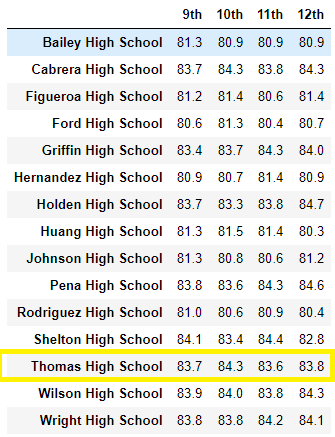 9th 10th 11th 12th
Bailey High School 81.3 80.9 80.9 80.9
Cabrera High School 83.7 84.3 83.8 84.3
Figueroa High School 81.2 81.4 80.6 81.4
Ford High School 80.6 81.3 80.4 80.7
Griffin High School 83.4 83.7 84.3 84.0
Hernandez High School 80.9 80.7 81.4 80.9
Holden High School 83.7 83.3 83.8 84.7
Huang High School 81.3 81.5 81.4 80.3
Johnson High School 81.3 80.8 80.6 81.2
Pena High School 83.8 83.6 84.3 84.6
Rodriguez High School 81.0 80.6 80.9 80.4
Shelton High School 84.1 83.4 84.4 82.8
Thomas High School 83.7 84.3 83.6 83.8
Wilson High School 83.9 84.0 83.8 84.3
Wright High School 83.8 83.8 84.2 84.1